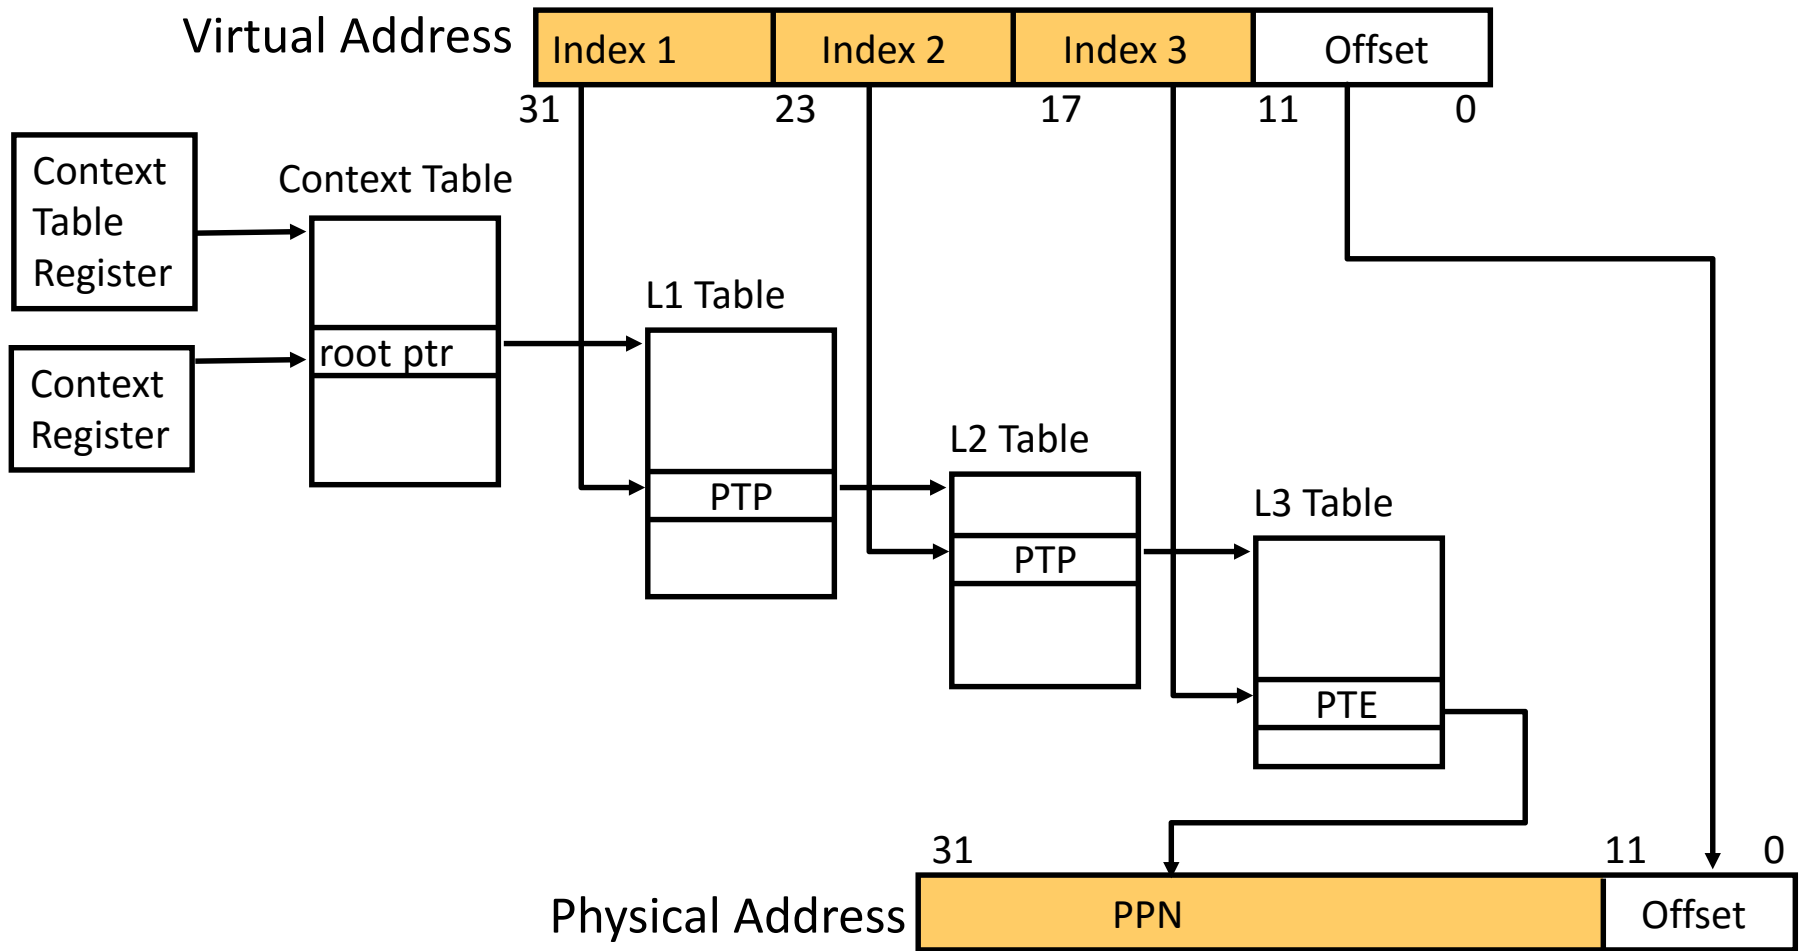 Virtual Address
Index 1
Index 2
Index 3
Offset
31
23
17
11
0
Context
Table
Register
Context Table
root ptr
Context
Register
L1 Table
PTP
L2 Table
PTP
L3 Table
PTE
31
11
0
Physical Address
PPN
Offset